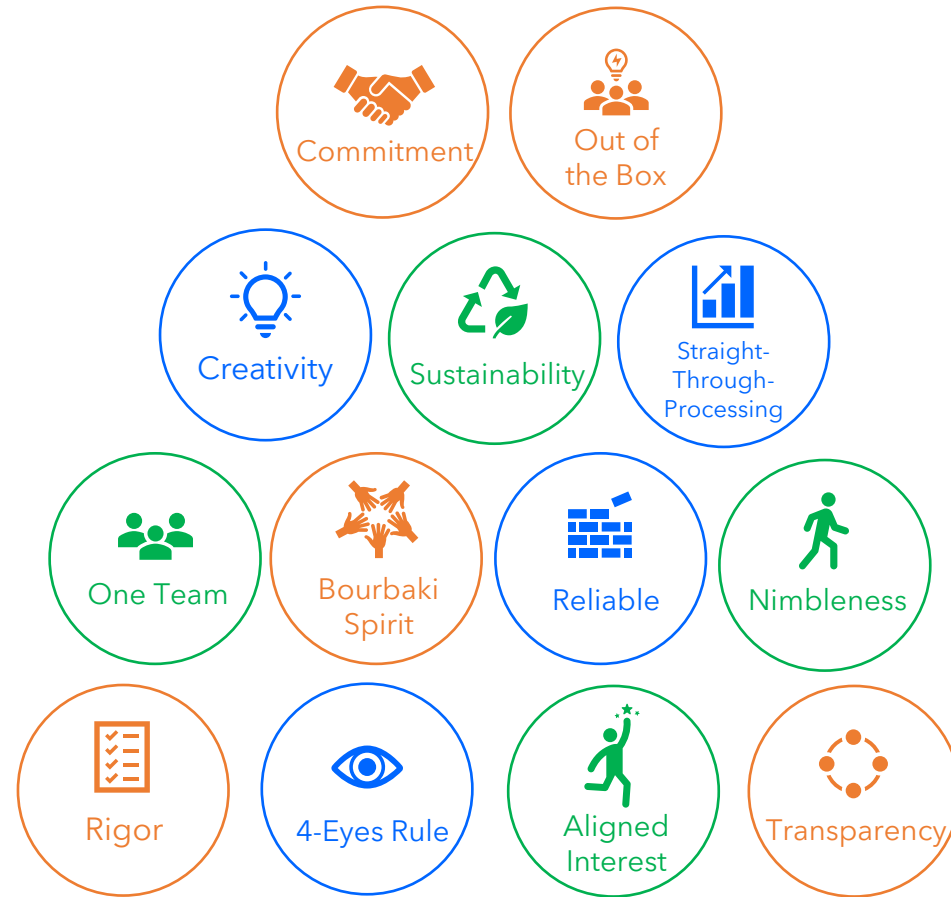 Commitment
Out of
the Box
Creativity
Sustainability
Straight-
Through-
Processing
One Team
Bourbaki
Spirit
Reliable
Nimbleness
Rigor
4-Eyes Rule
Aligned
Interest
Transparency